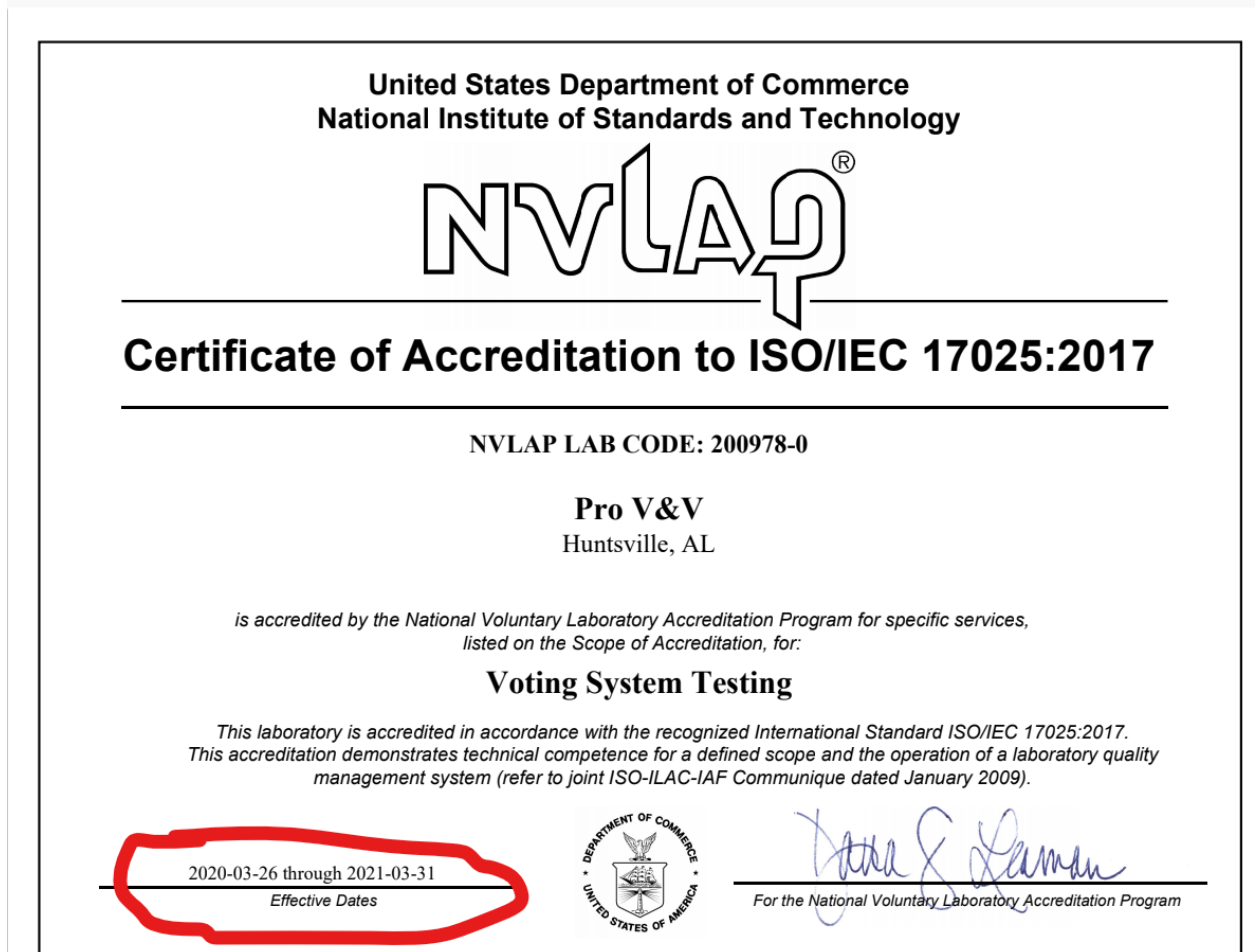 United States Department of Commerce
National Institute of Standards and Technology
NVLAP®
Certificate of Accreditation to ISO/IEC 17025:2017
NVLAP LAB CODE: 200978-0
Pro V&V
Huntsville, AL
is accredited by the National Voluntary Laboratory Accreditation Program for specific services,
listed on the Scope of Accreditation, for:
Voting System Testing
This laboratory is accredited in accordance with the recognized International Standard ISO/IEC 17025:2017.
This accreditation demonstrates technical competence for a defined scope and the operation of a laboratory quality
management system (refer to joint ISO-ILAC-IAF Communique dated January 2009).
2020-03-26 through 2021-03-31
Effective Dates
DEPARTMENT OF COMMERCE
UNITED STATES OF AMERICA
Dana S. Leaman
For the National Voluntary Laboratory Accreditation Program